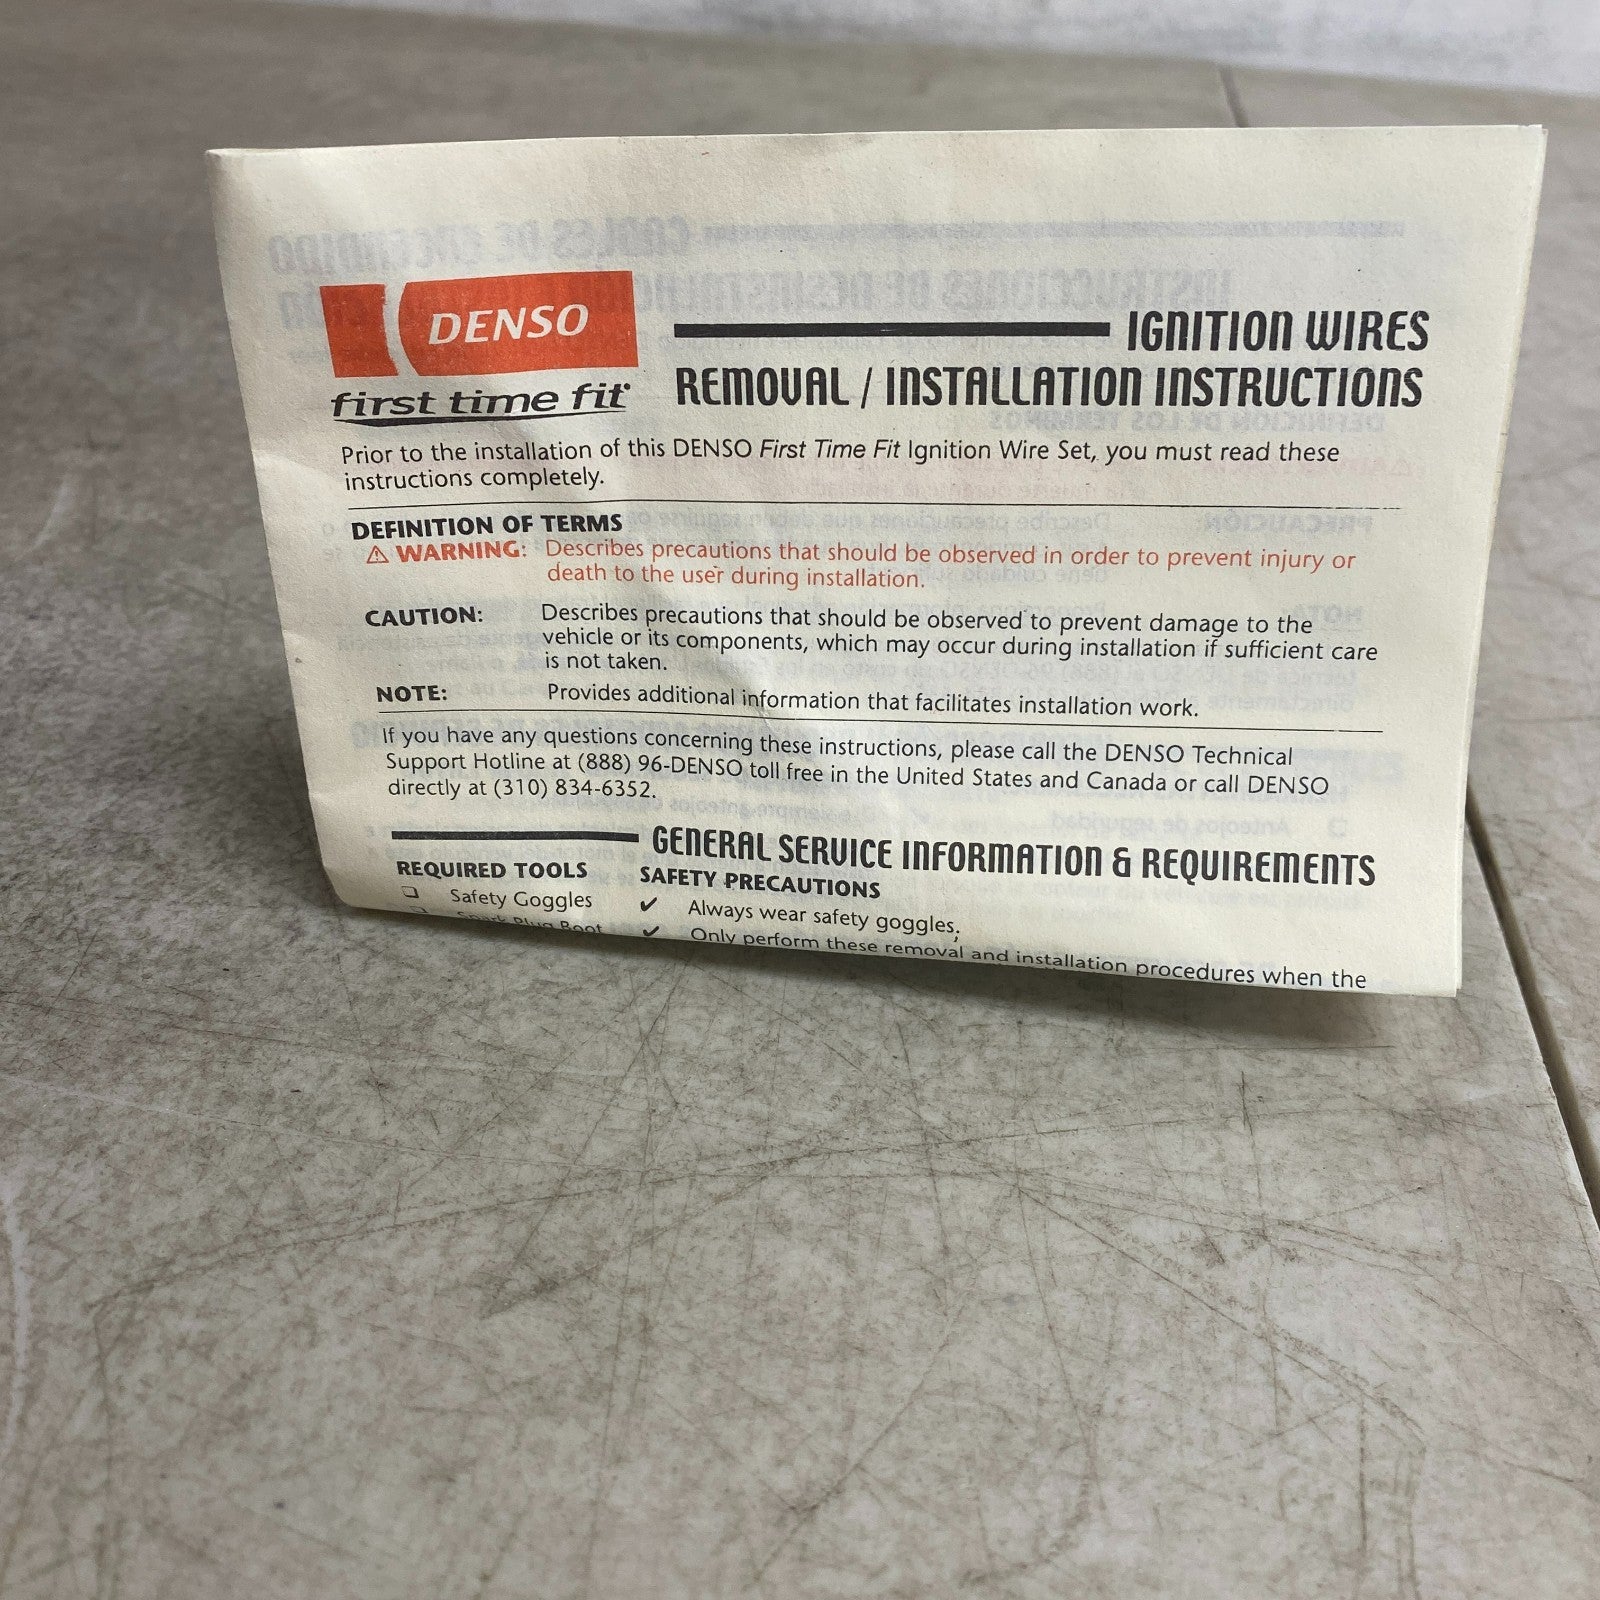 DENSO
first time fit®
IGNITION WIRES
REMOVAL / INSTALLATION INSTRUCTIONS
Prior to the installation of this DENSO First Time Fit Ignition Wire Set, you must read these
instructions completely.
DEFINITION OF TERMS
⚠ WARNING: Describes precautions that should be observed in order to prevent injury or
death to the user during installation.
CAUTION: Describes precautions that should be observed to prevent damage to the
vehicle or its components, which may occur during installation if sufficient care
is not taken.
NOTE: Provides additional information that facilitates installation work.
If you have any questions concerning these instructions, please call the DENSO Technical
Support Hotline at (888) 96-DENSO toll free in the United States and Canada or call DENSO
directly at (310) 834-6352.
GENERAL SERVICE INFORMATION & REQUIREMENTS
REQUIRED TOOLS
❏ Safety Goggles
❏ Spark Plug Boot
SAFETY PRECAUTIONS
✔ Always wear safety goggles.
✔ Only perform these removal and installation procedures when the